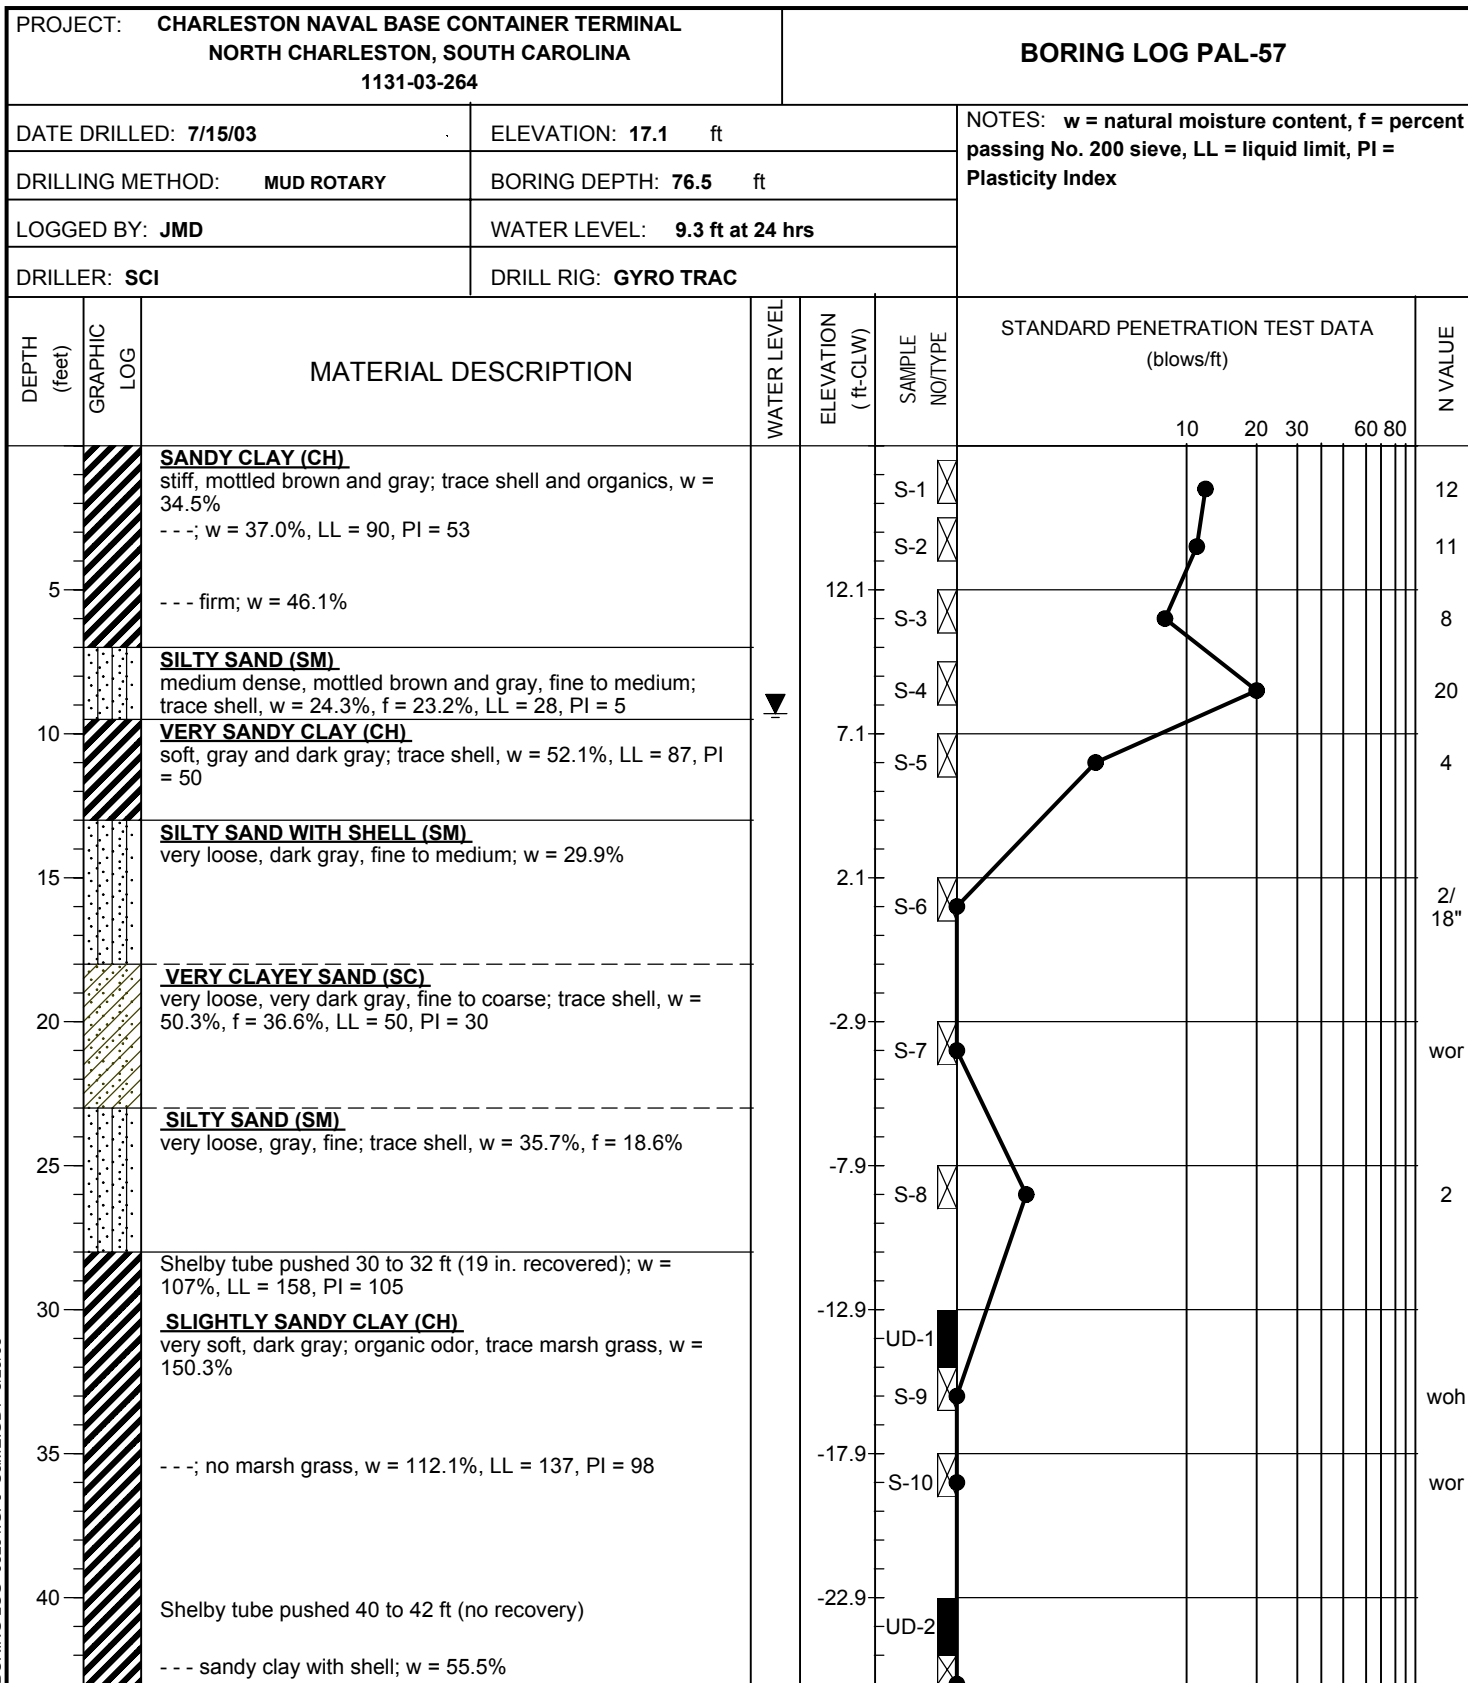 PROJECT: CHARLESTON NAVAL BASE CONTAINER TERMINAL
NORTH CHARLESTON, SOUTH CAROLINA
1131-03-264
BORING LOG PAL-57
DATE DRILLED: 7/15/03
ELEVATION: 17.1 ft
DRILLING METHOD: MUD ROTARY
BORING DEPTH: 76.5 ft
LOGGED BY: JMD
WATER LEVEL: 9.3 ft at 24 hrs
DRILLER: SCI
DRILL RIG: GYRO TRAC
NOTES: w = natural moisture content, f = percent
passing No. 200 sieve, LL = liquid limit, PI =
Plasticity Index
DEPTH
(feet)
GRAPHIC
LOG
MATERIAL DESCRIPTION
WATER LEVEL
ELEVATION
( ft-CLW)
SAMPLE
NO/TYPE
STANDARD PENETRATION TEST DATA
(blows/ft)
10 20 30 60 80
N VALUE
SANDY CLAY (CH)
stiff, mottled brown and gray; trace shell and organics, w =
34.5%
S-1 12
- - -; w = 37.0%, LL = 90, PI = 53
S-2 11
5 12.1
- - - firm; w = 46.1%
S-3 8
SILTY SAND (SM)
medium dense, mottled brown and gray, fine to medium;
trace shell, w = 24.3%, f = 23.2%, LL = 28, PI = 5
S-4 20
10 7.1
VERY SANDY CLAY (CH)
soft, gray and dark gray; trace shell, w = 52.1%, LL = 87, PI
= 50
S-5 4
SILTY SAND WITH SHELL (SM)
very loose, dark gray, fine to medium; w = 29.9%
15 2.1
S-6 2/
18"
VERY CLAYEY SAND (SC)
very loose, very dark gray, fine to coarse; trace shell, w =
50.3%, f = 36.6%, LL = 50, PI = 30
20 -2.9
S-7 wor
SILTY SAND (SM)
very loose, gray, fine; trace shell, w = 35.7%, f = 18.6%
25 -7.9
S-8 2
Shelby tube pushed 30 to 32 ft (19 in. recovered); w =
107%, LL = 158, PI = 105
30 -12.9
SLIGHTLY SANDY CLAY (CH)
very soft, dark gray; organic odor, trace marsh grass, w =
150.3%
UD-1
S-9 woh
35 -17.9
- - -; no marsh grass, w = 112.1%, LL = 137, PI = 98
S-10 wor
40 -22.9
Shelby tube pushed 40 to 42 ft (no recovery)
UD-2
- - - sandy clay with shell; w = 55.5%